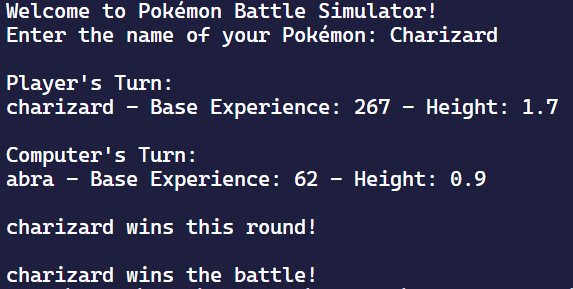 Welcome to Pokémon Battle Simulator!
Enter the name of your Pokémon: Charizard
Player's Turn:
charizard - Base Experience: 267 - Height: 1.7
Computer's Turn:
abra - Base Experience: 62 - Height: 0.9
charizard wins this round!
charizard wins the battle!